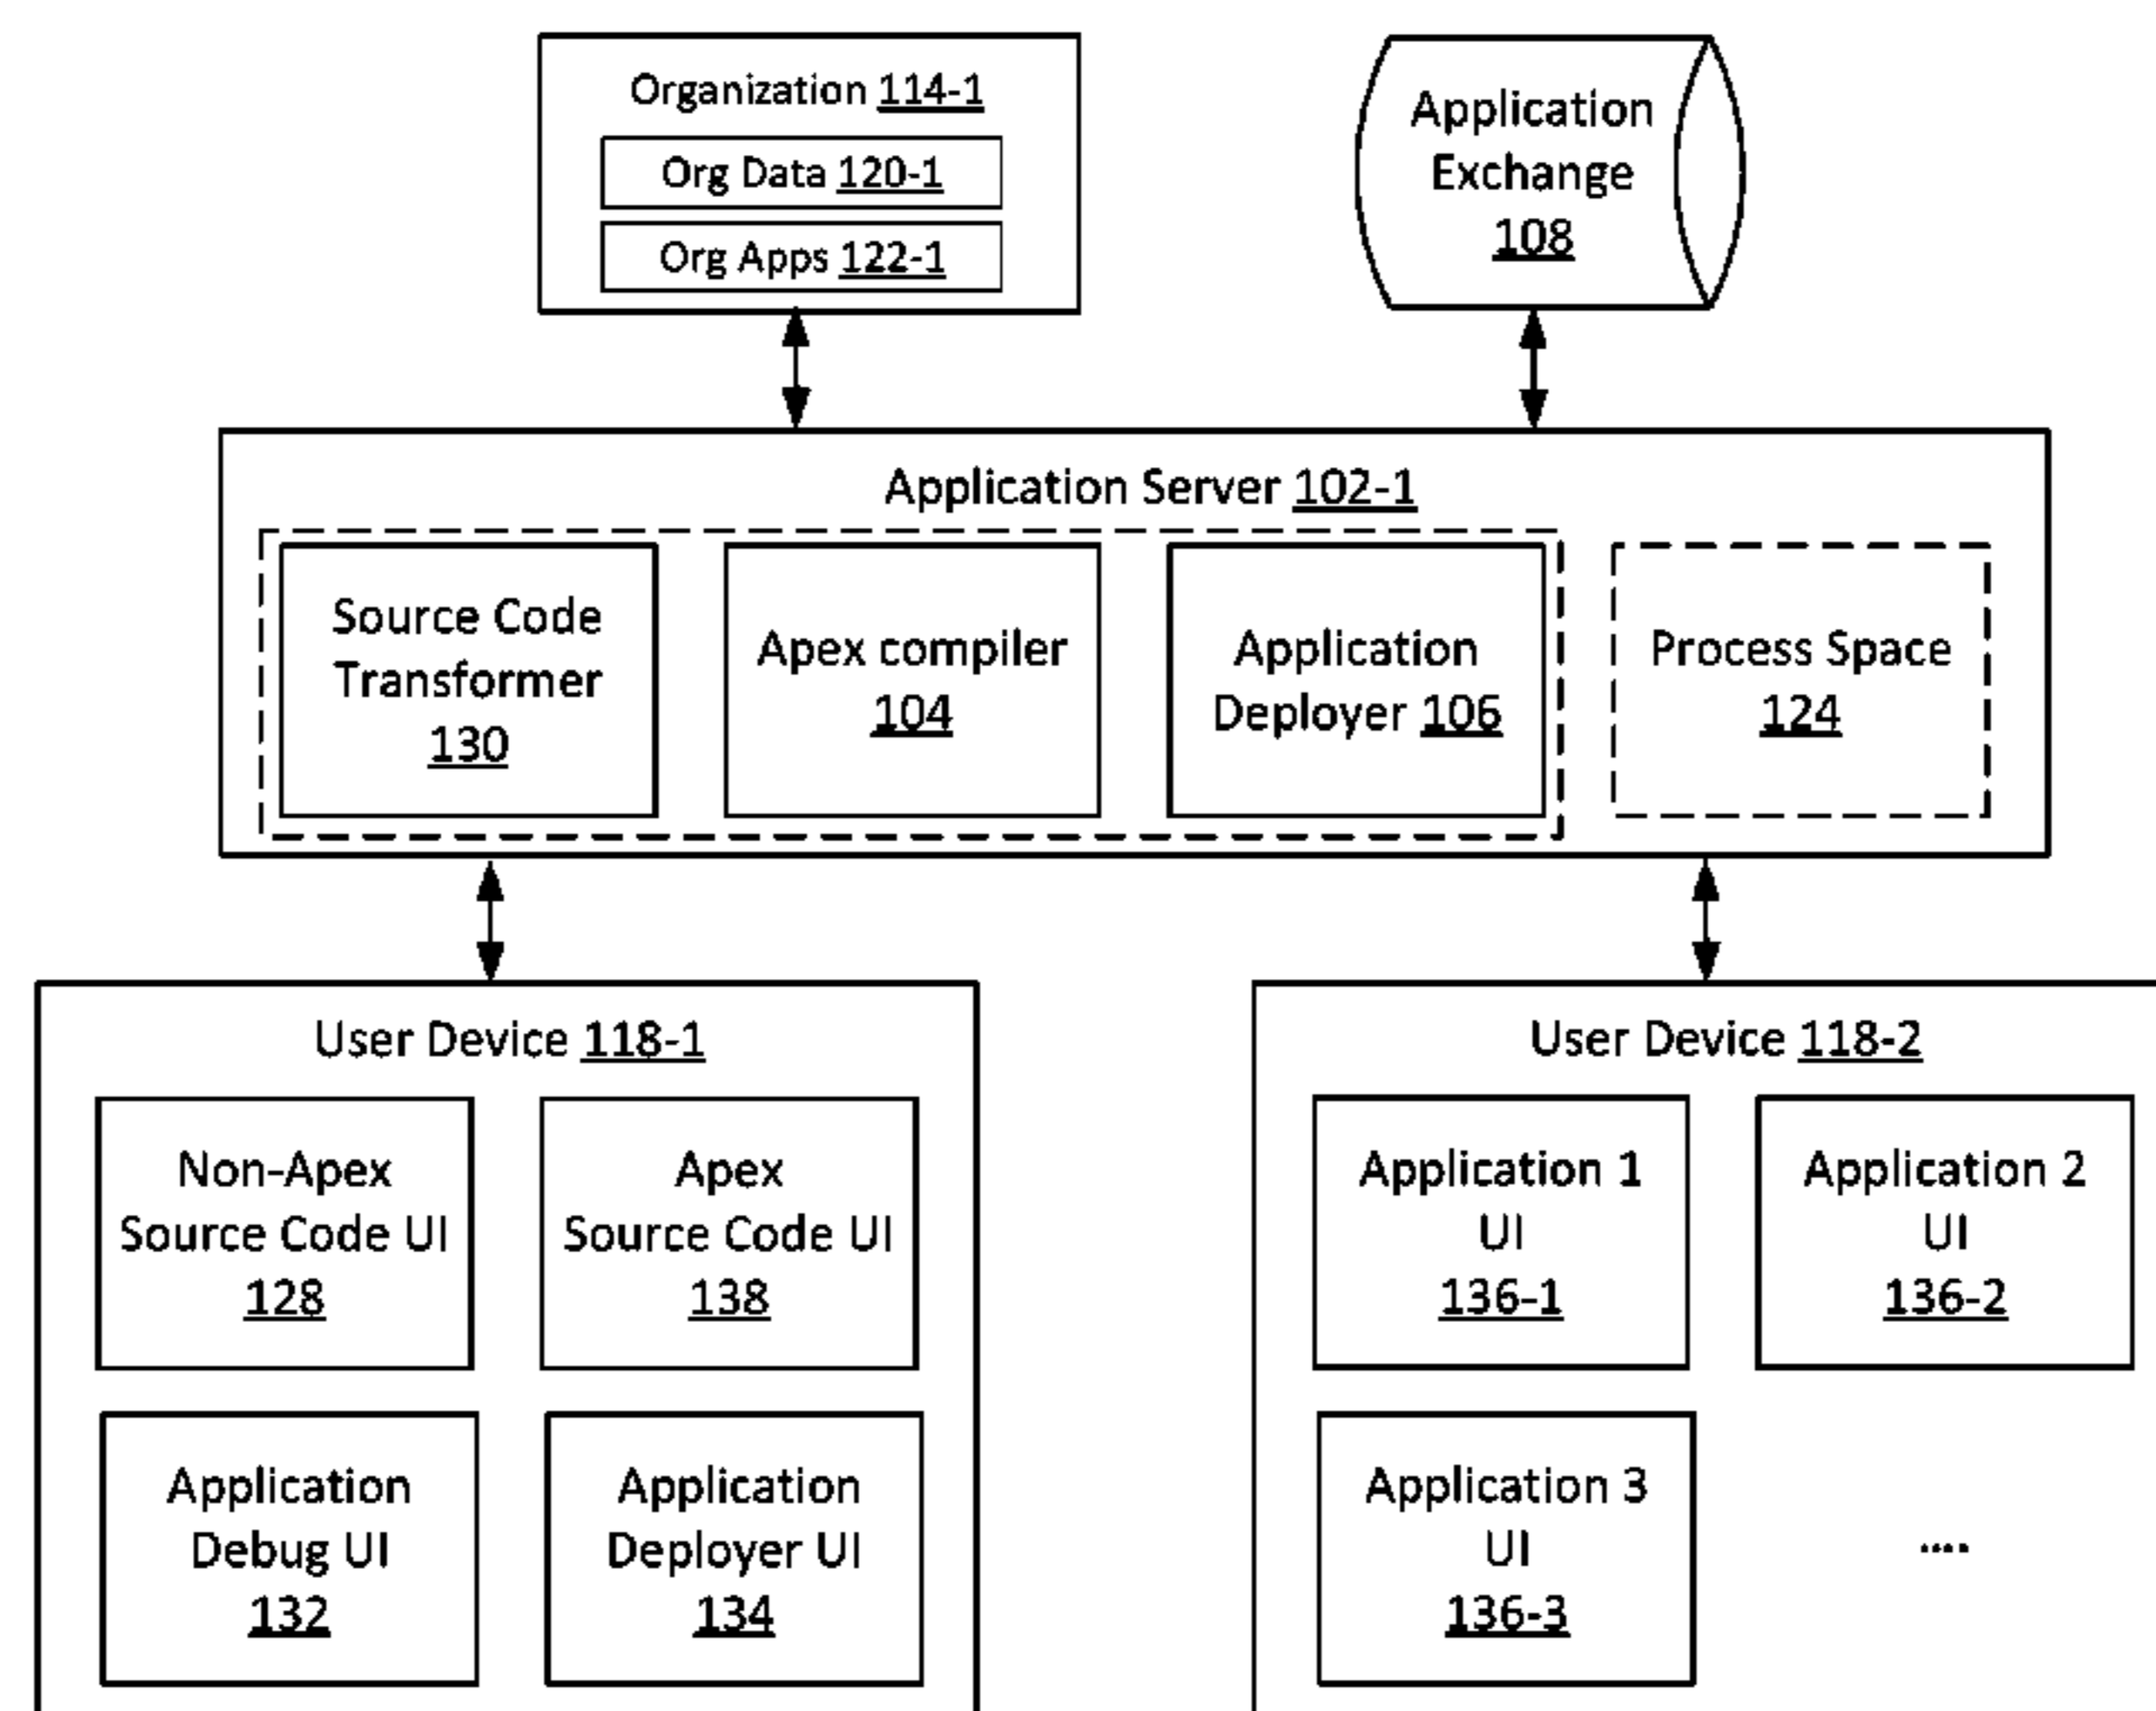 Organization 114-1
Org Data 120-1
Org Apps 122-1
Application
Exchange
108
Application Server 102-1
Source Code
Transformer
130
Apex compiler
104
Application
Deployer 106
Process Space
124
User Device 118-1
Non-Apex
Source Code UI
128
Apex
Source Code UI
138
Application
Debug UI
132
Application
Deployer UI
134
User Device 118-2
Application 1
UI
136-1
Application 2
UI
136-2
Application 3
UI
136-3
....